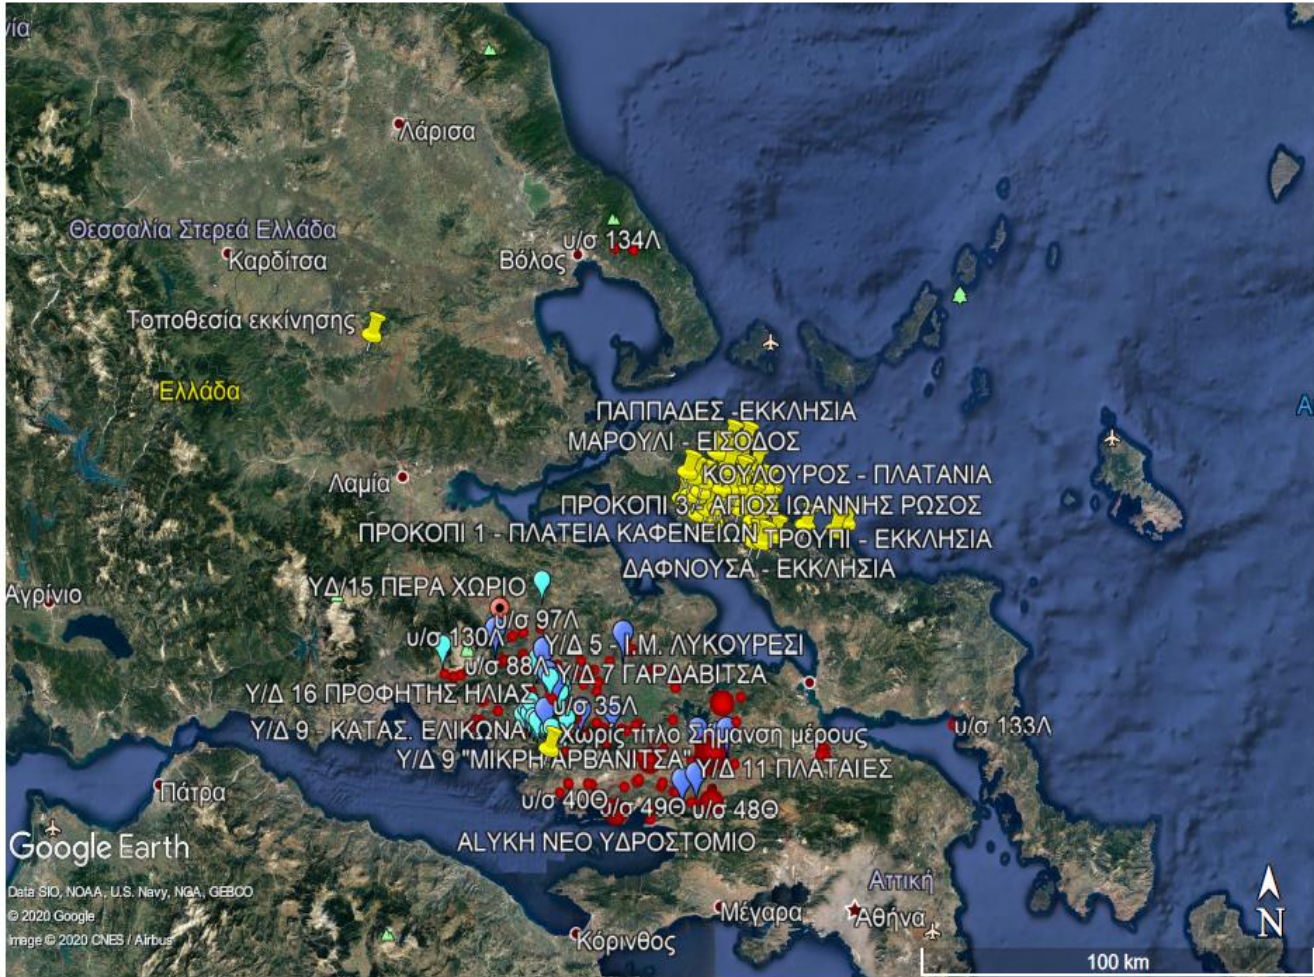 νία
Λάρισα
Θεσσαλία Στερεά Ελλάδα
υ/σ 134Λ
Καρδίτσα
Βόλος
Τοποθεσία εκκίνησης
Ελλάδα
Α
ΠΑΠΠΑΔΕΣ -ΕΚΚΛΗΣΙΑ
ΜΑΡΟΥΛΙ - ΕΙΣΟΔΟΣ
ΚΟΥΛΟΥΡΟΣ - ΠΛΑΤΑΝΙΑ
Λαμία
ΠΡΟΚΟΠΙ 3 - ΑΓΙΟΣ ΙΩΑΝΝΗΣ ΡΩΣΟΣ
ΠΡΟΚΟΠΙ 1 - ΠΛΑΤΕΙΑ ΚΑΦΕΝΕΙΩΝ
ΤΡΟΥΠΙ - ΕΚΚΛΗΣΙΑ
ΔΑΦΝΟΥΣΑ - ΕΚΚΛΗΣΙΑ
ΥΔ/15 ΠΕΡΑ ΧΩΡΙΟ
Αγρίνιο
υ/σ 97Λ
υ/σ 130Λ
Υ/Δ 5 - Ι.Μ. ΛΥΚΟΥΡΕΣΙ
υ/σ 88Λ
Υ/Δ 7 ΓΑΡΔΑΒΙΤΣΑ
Υ/Δ 16 ΠΡΟΦΗΤΗΣ ΗΛΙΑΣ
υ/σ 35Λ
Υ/Δ 9 - ΚΑΤΑΣ. ΕΛΙΚΩΝΑ
Χωρίς τίτλο Σήμανση μέρους
υ/σ 133Λ
Υ/Δ 9 "ΜΙΚΡΗ ΑΡΒΑΝΙΤΣΑ"
Υ/Δ 11 ΠΛΑΤΑΙΕΣ
Πάτρα
υ/σ 40Θ
υ/σ 49Θ
υ/σ 48Θ
ALYKH NEO ΥΔΡΟΣΤΟΜΙΟ
Google Earth
Αττική
Data SIO, NOAA, U.S. Navy, NGA, GEBCO
© 2020 Google
Image © 2020 CNES / Airbus
Μέγαρα
Αθήνα
Κόρινθος
N
100 km